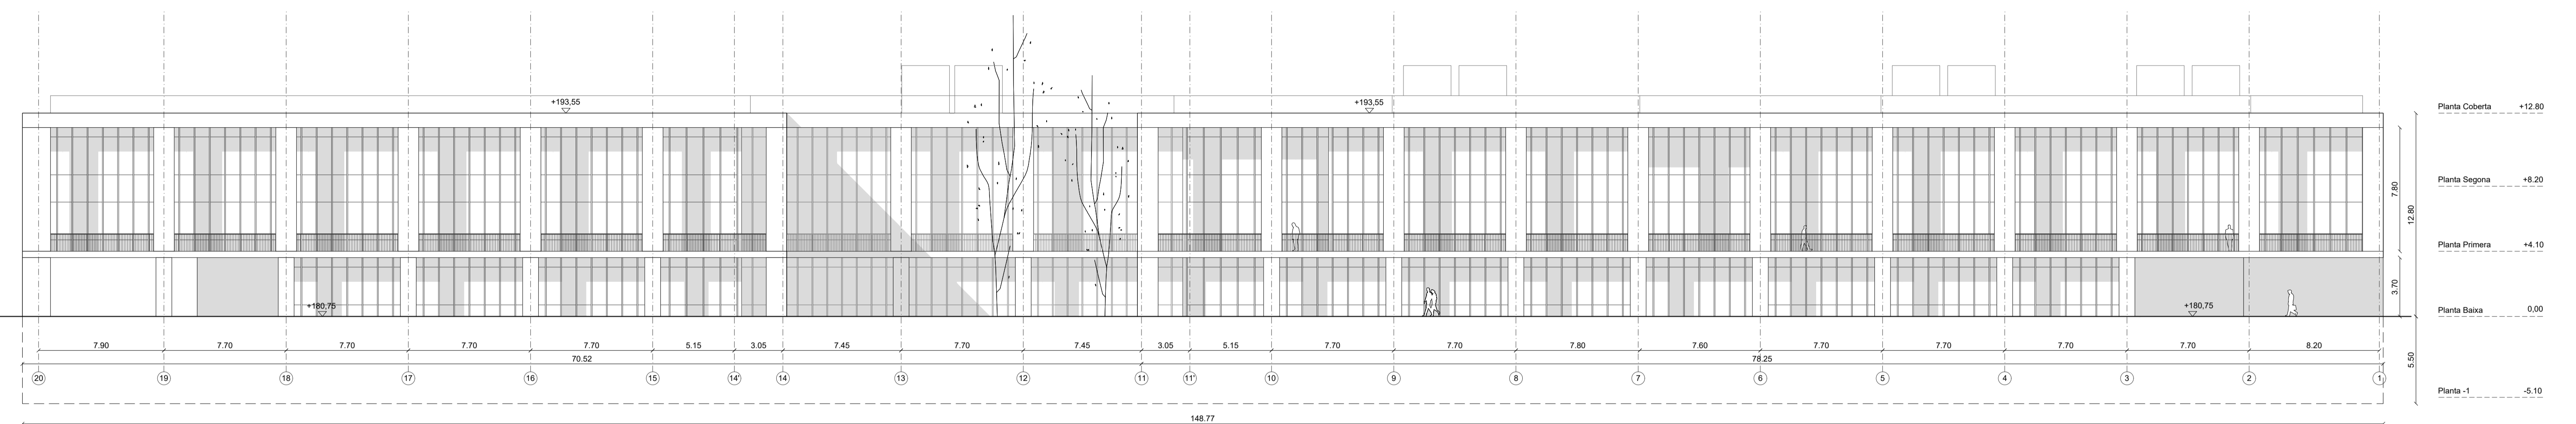 +193,55 +193,55
Planta Coberta +12.80
Planta Segona +8.20
7.80
12.80
Planta Primera +4.10
3.70
+180,75 +180,75
Planta Baixa 0,00
7.90 7.70 7.70 7.70 7.70 5.15 3.05 7.45 7.70 7.45 3.05 5.15 7.70 7.70 7.80 7.60 7.70 7.70 7.70 7.70 8.20
70.52 78.25
5.50
20 19 18 17 16 15 14' 14 13 12 11 11' 10 9 8 7 6 5 4 3 2 1
Planta -1 -5.10
148.77